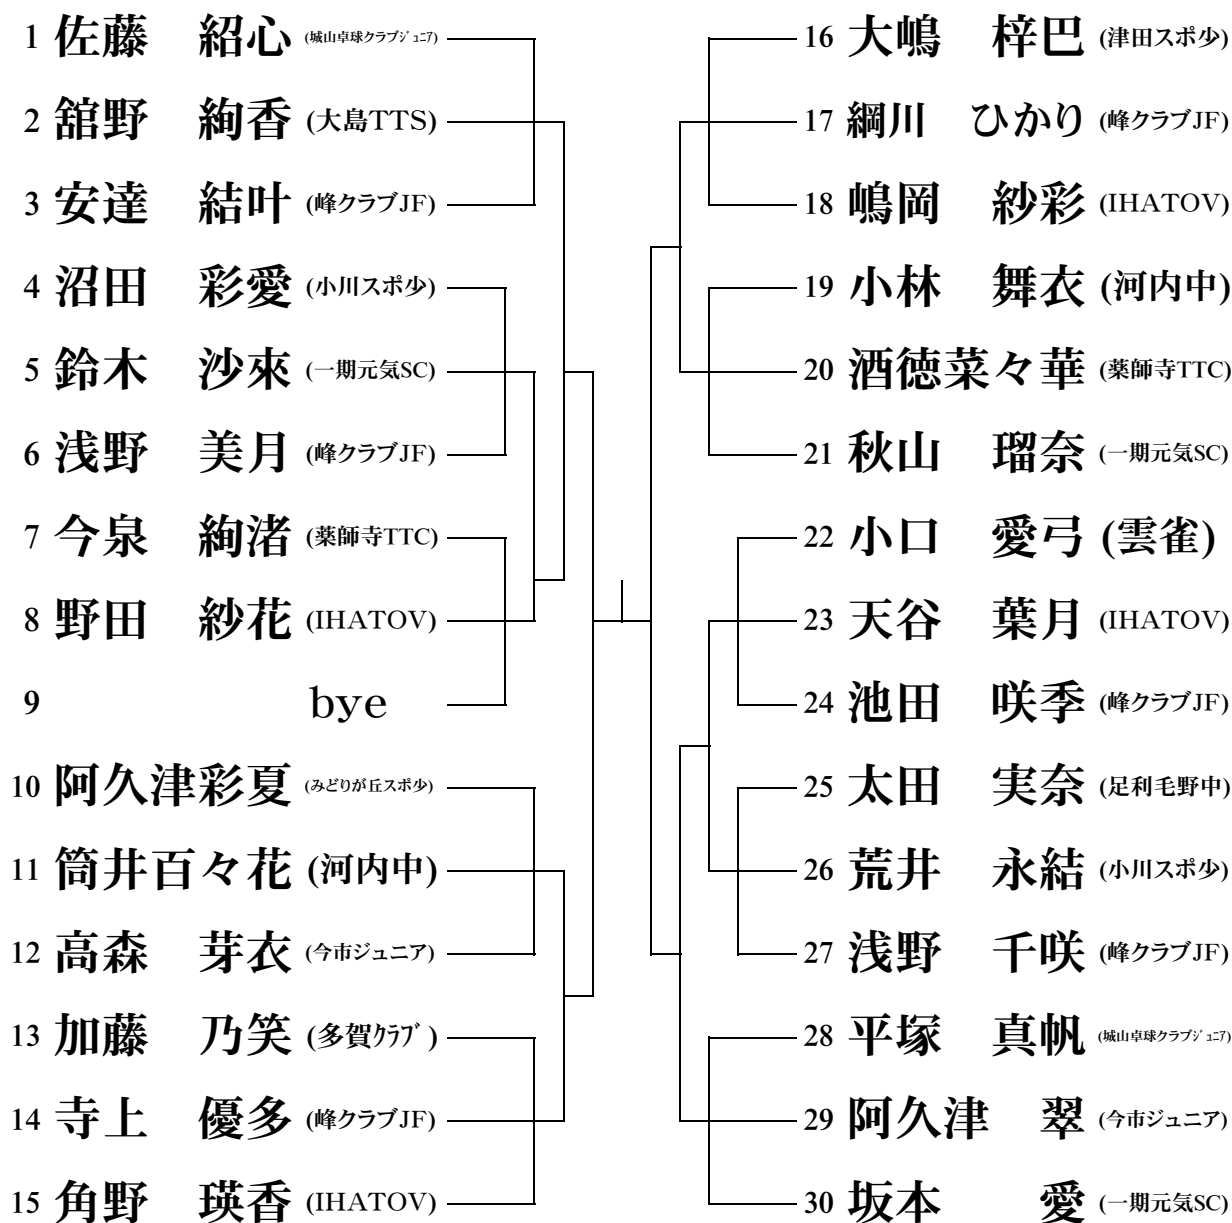 1 佐藤　紹心 (城山卓球クラブジュニア)
2 舘野　絢香 (大島TTS)
3 安達　結叶 (峰クラブJF)
4 沼田　彩愛 (小川スポ少)
5 鈴木　沙來 (一期元気SC)
6 浅野　美月 (峰クラブJF)
7 今泉　絢渚 (薬師寺TTC)
8 野田　紗花 (IHATOV)
9 bye
10 阿久津彩夏 (みどりが丘スポ少)
11 筒井百々花 (河内中)
12 高森　芽衣 (今市ジュニア)
13 加藤　乃笑 (多賀クラブ)
14 寺上　優多 (峰クラブJF)
15 角野　瑛香 (IHATOV)
16 大嶋　梓巴 (津田スポ少)
17 綱川　ひかり (峰クラブJF)
18 嶋岡　紗彩 (IHATOV)
19 小林　舞衣 (河内中)
20 酒徳菜々華 (薬師寺TTC)
21 秋山　瑠奈 (一期元気SC)
22 小口　愛弓 (雲雀)
23 天谷　葉月 (IHATOV)
24 池田　咲季 (峰クラブJF)
25 太田　実奈 (足利毛野中)
26 荒井　永結 (小川スポ少)
27 浅野　千咲 (峰クラブJF)
28 平塚　真帆 (城山卓球クラブジュニア)
29 阿久津　翠 (今市ジュニア)
30 坂本　愛 (一期元気SC)